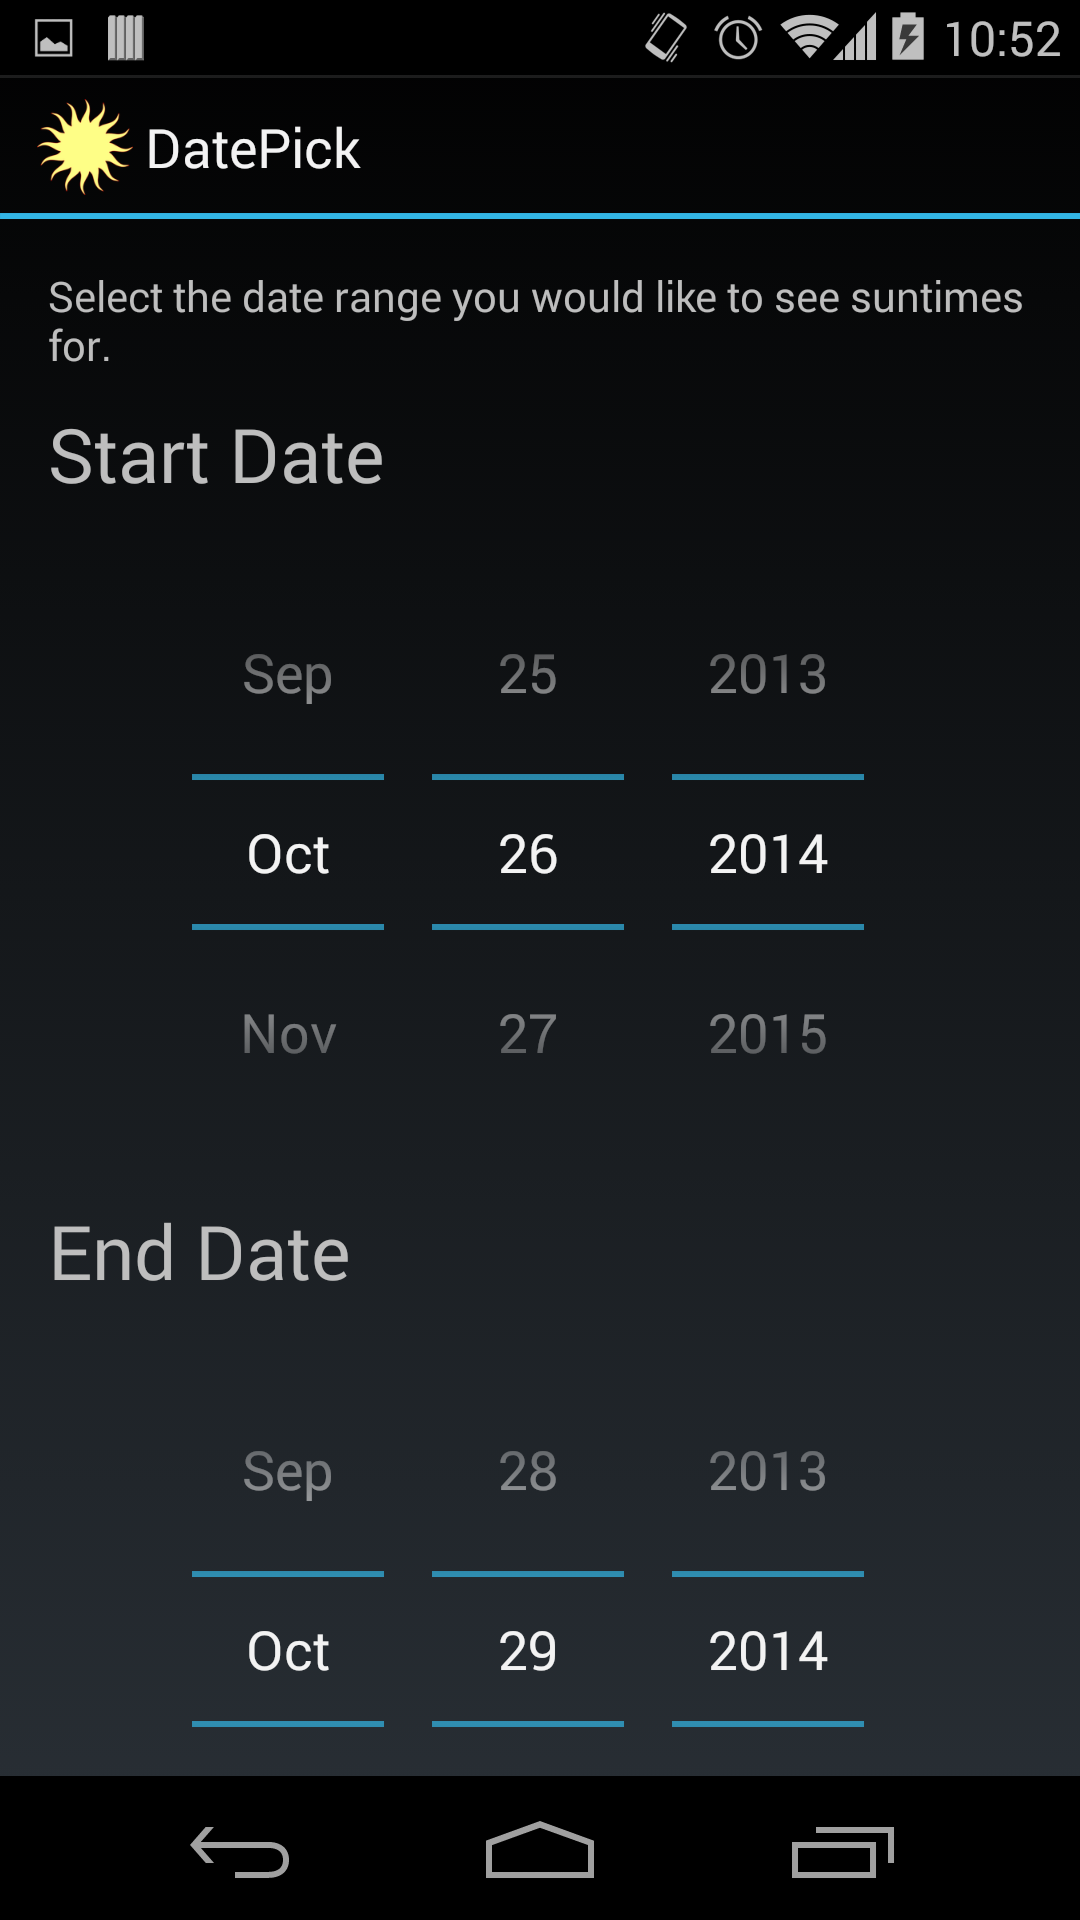 10:52
DatePick
Select the date range you would like to see suntimes
for.
Start Date
Sep 25 2013
Oct 26 2014
Nov 27 2015
End Date
Sep 28 2013
Oct 29 2014